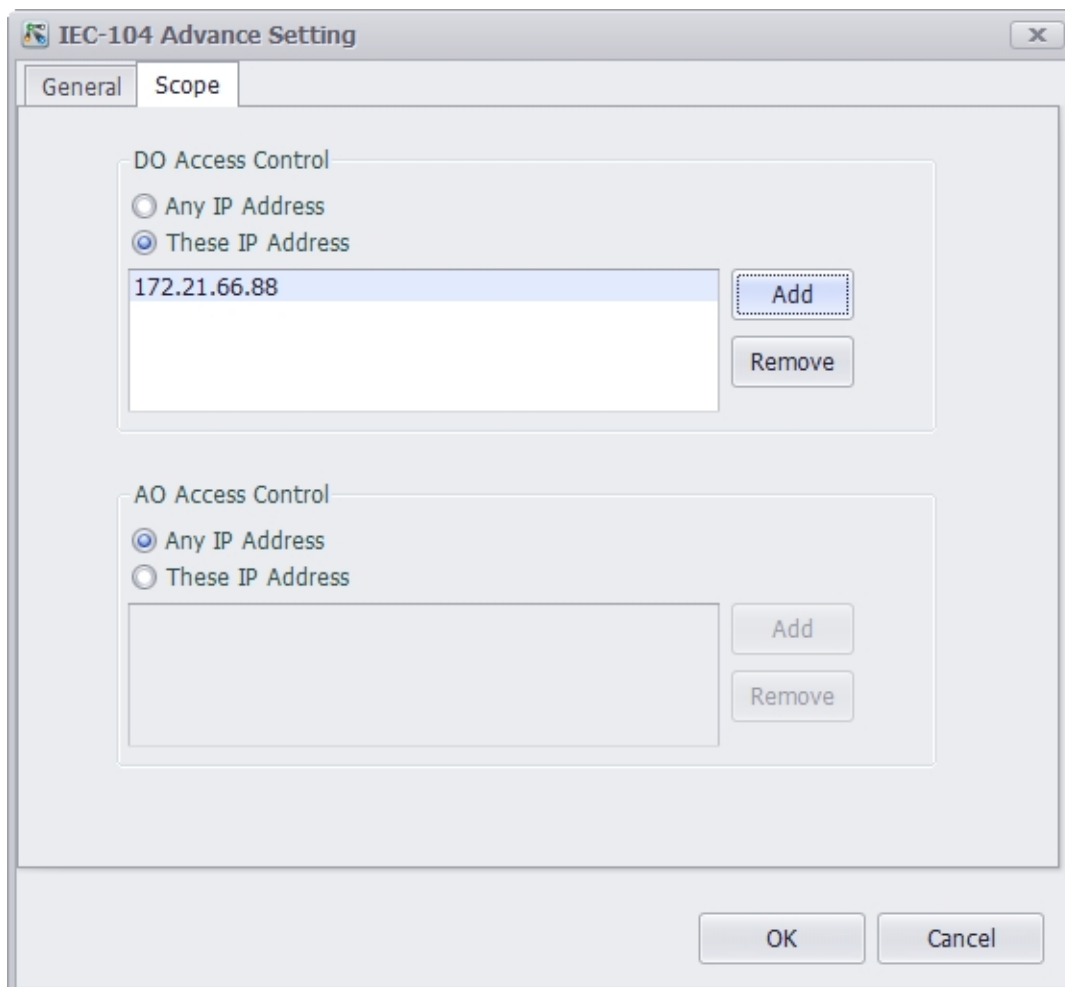 IEC-104 Advance Setting
General Scope
DO Access Control
Any IP Address
These IP Address
172.21.66.88
Add
Remove
AO Access Control
Any IP Address
These IP Address
Add
Remove
OK Cancel